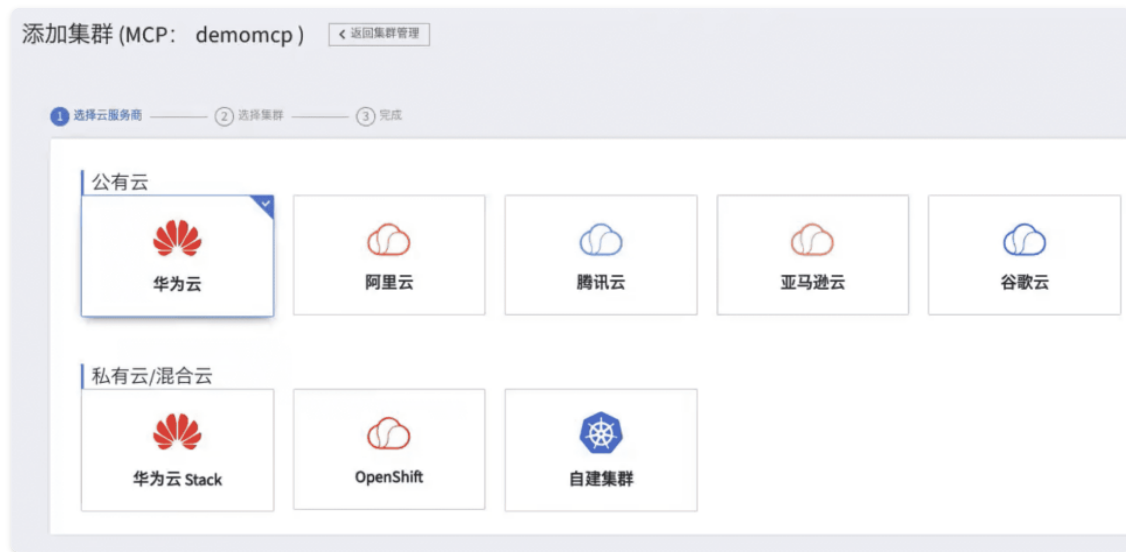 添加集群 (MCP： demomcp )
返回集群管理
1 选择云服务商
2 选择集群
3 完成
公有云
华为云
阿里云
腾讯云
亚马逊云
谷歌云
私有云/混合云
华为云 Stack
OpenShift
自建集群